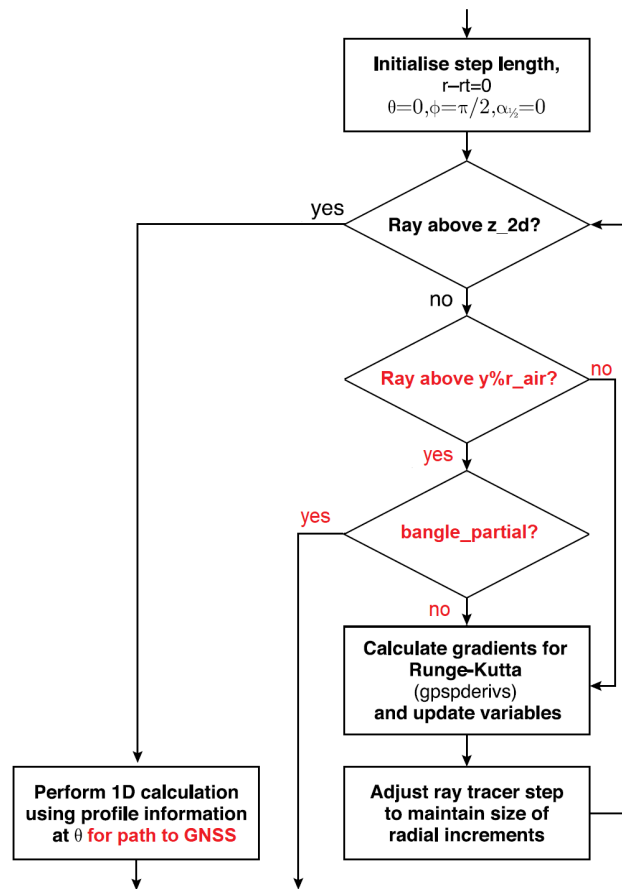 Initialise step length,
r–rt=0
θ=0,ϕ=π/2,α½=0
yes
Ray above z_2d?
no
Ray above y%r_air?
no
yes
yes
bangle_partial?
no
Calculate gradients for
Runge-Kutta
(gpspderivs)
and update variables
Perform 1D calculation
using profile information
at θ for path to GNSS
Adjust ray tracer step
to maintain size of
radial increments